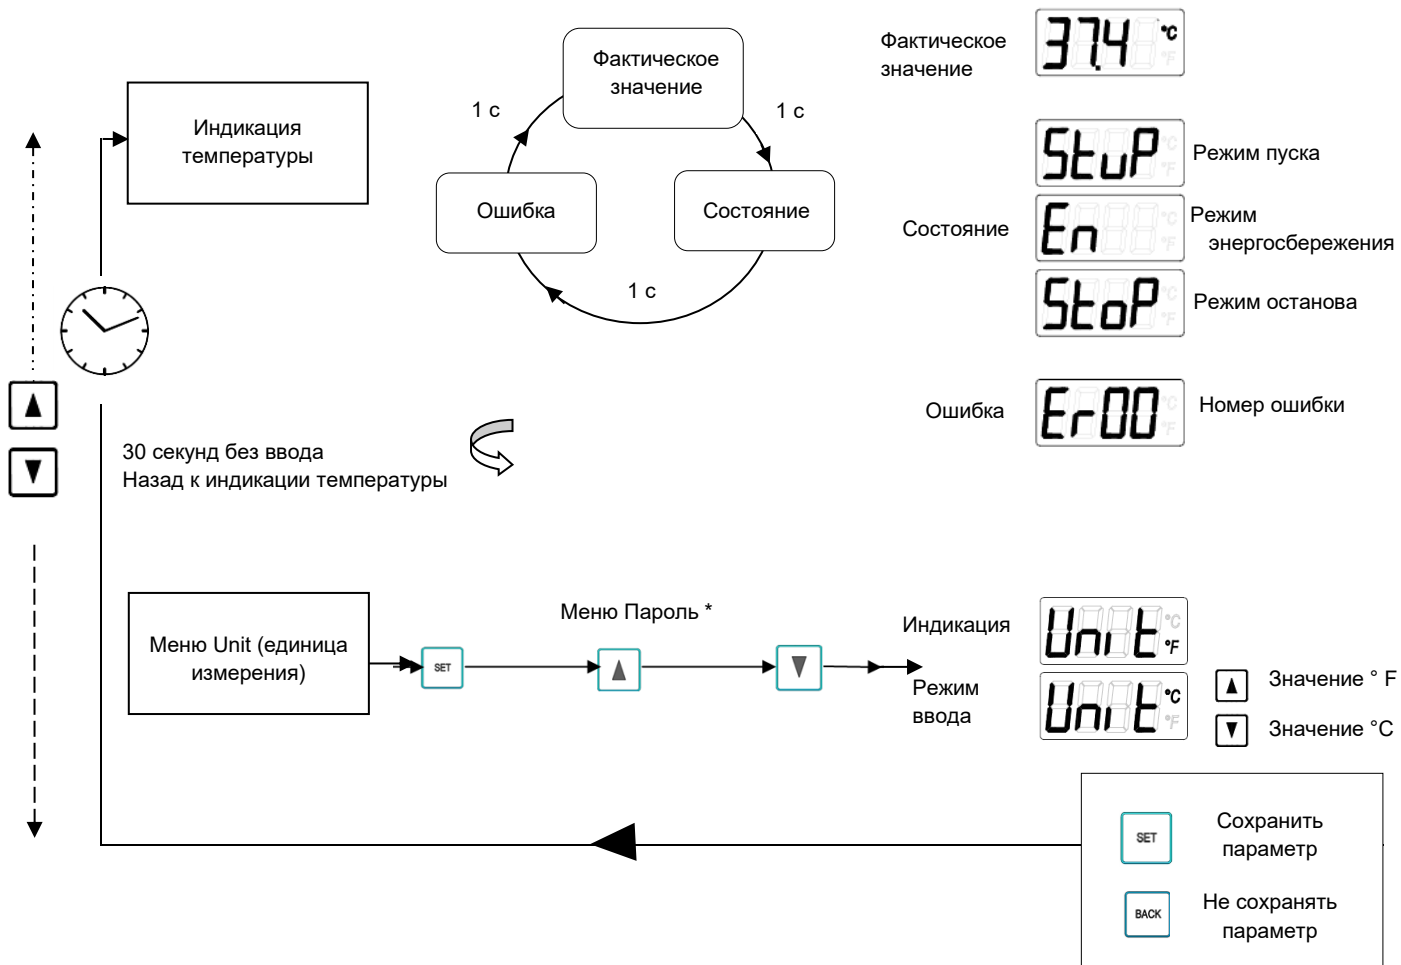 Фактическое
значение
37.4 °C
°F
Индикация
температуры
Фактическое
значение
1 с
1 с
Ошибка
Состояние
1 с
Состояние
StuP °C
°F
Режим пуска
En °C
°F
Режим
энергосбережения
StoP °C
°F
Режим останова
Ошибка
Er00 °C
°F
Номер ошибки
30 секунд без ввода
Назад к индикации температуры
Меню Unit (единица
измерения)
SET
Меню Пароль *
Индикация
Режим
ввода
Unit °C
°F
Unit °C
°F
Значение ° F
Значение °C
SET
Сохранить
параметр
BACK
Не сохранять
параметр